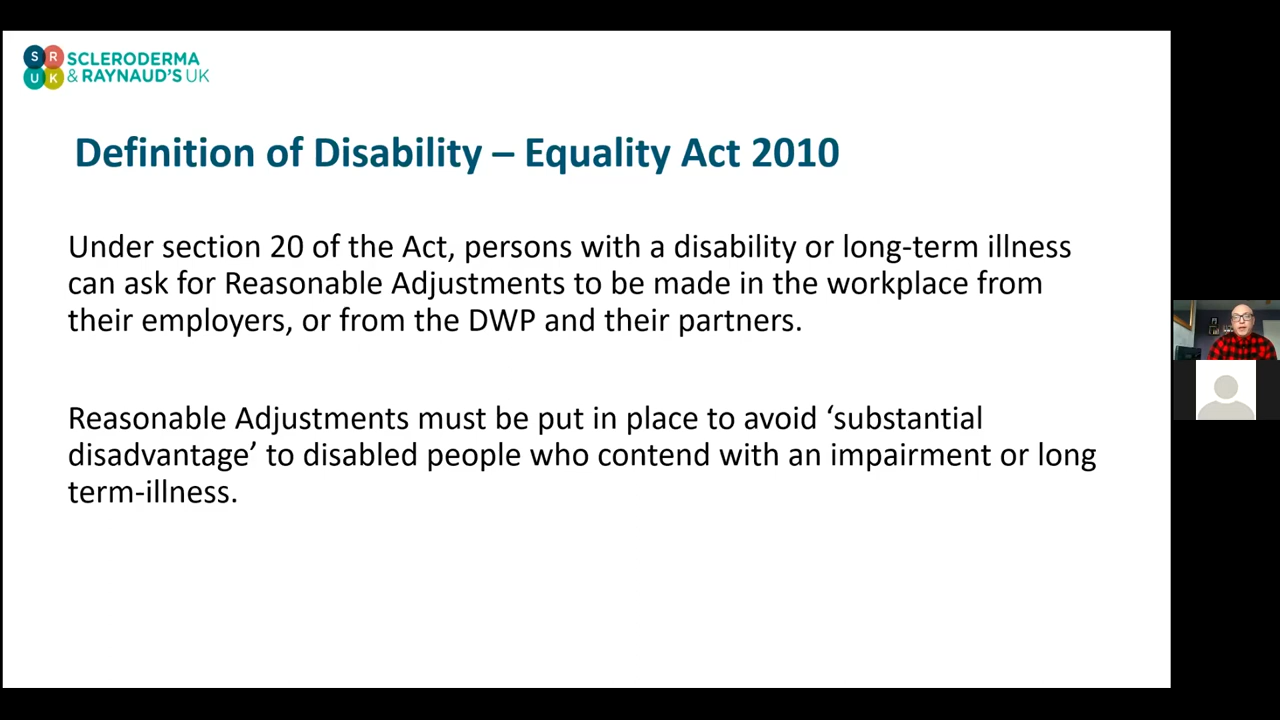 S R SCLERODERMA
U K & RAYNAUD'S UK
Definition of Disability – Equality Act 2010
Under section 20 of the Act, persons with a disability or long-term illness
can ask for Reasonable Adjustments to be made in the workplace from
their employers, or from the DWP and their partners.
Reasonable Adjustments must be put in place to avoid ‘substantial
disadvantage’ to disabled people who contend with an impairment or long
term-illness.